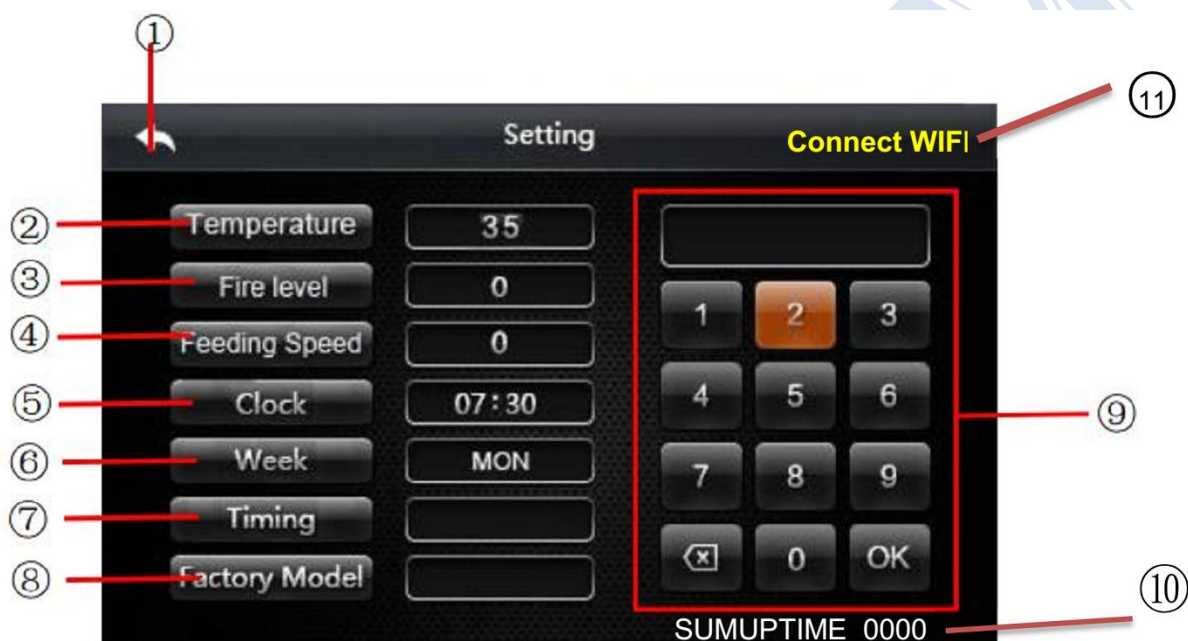 ①
⑪
Setting
Connect WIFI
② Temperature 35
③ Fire level 0
④ Feeding Speed 0
⑤ Clock 07:30
⑥ Week MON
⑦ Timing
⑧ Factory Model
1 2 3
4 5 6
⑨
7 8 9
0 OK
⑩
SUMUPTIME 0000